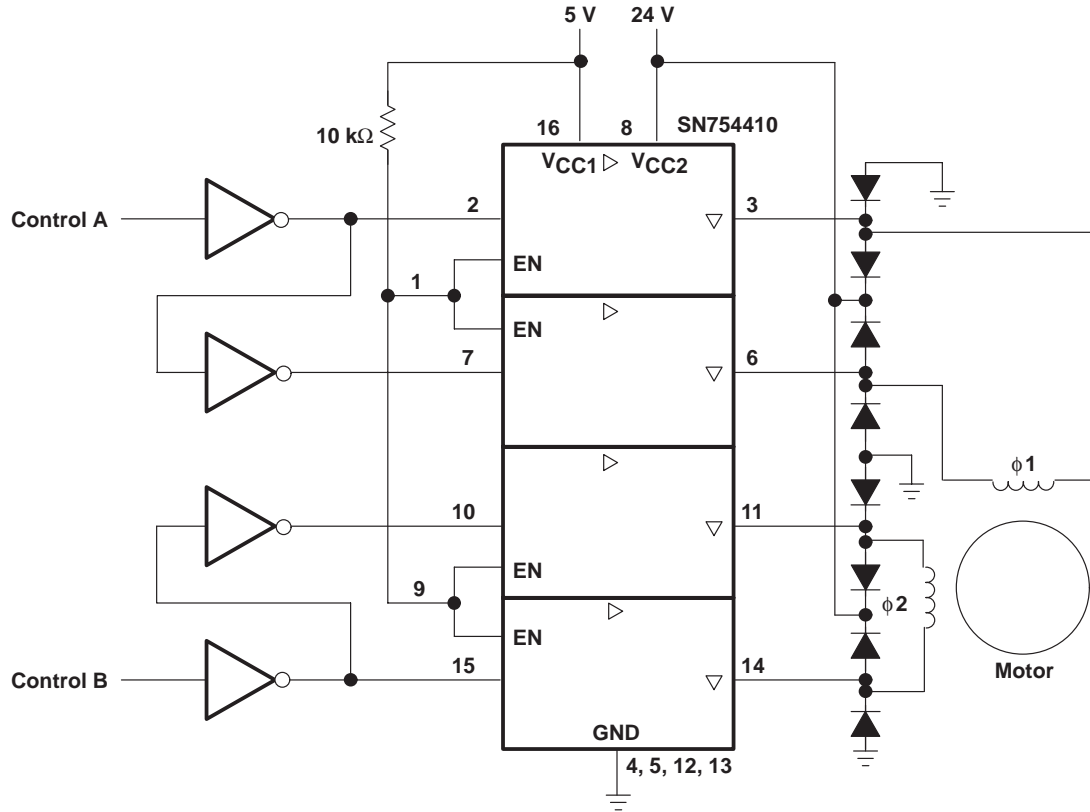 5 V
24 V
SN754410
10 kΩ
16
8
VCC1
VCC2
Control A
2
3
EN
1
EN
7
6
ϕ1
10
11
EN
9
ϕ2
EN
Control B
15
14
Motor
GND
4, 5, 12, 13